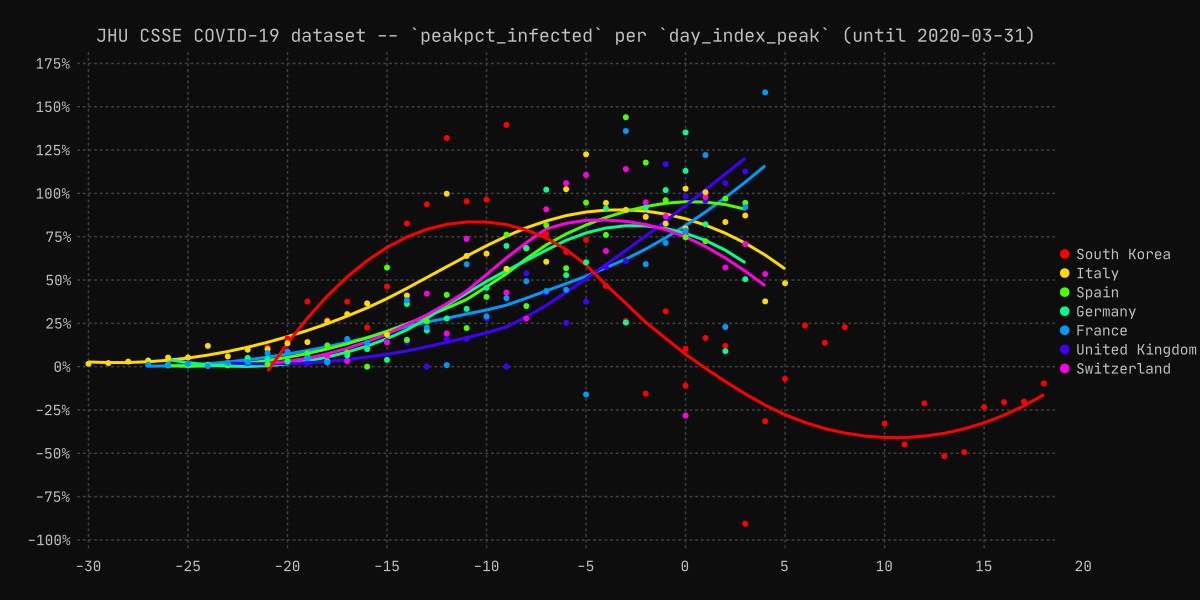 JHU CSSE COVID-19 dataset -- `peakpct_infected` per `day_index_peak` (until 2020-03-31)
175%
150%
125%
100%
75%
50%
25%
0%
-25%
-50%
-75%
-100%
-30 -25 -20 -15 -10 -5 0 5 10 15 20
South Korea
Italy
Spain
Germany
France
United Kingdom
Switzerland